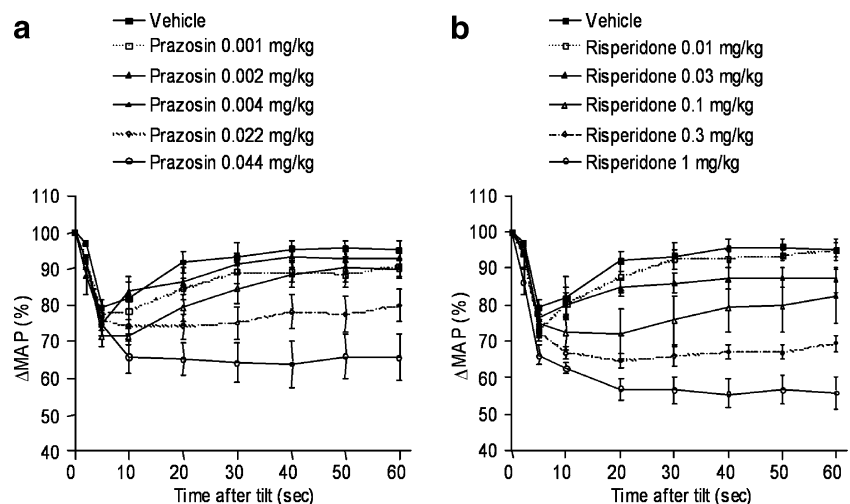 a
Vehicle
Prazosin 0.001 mg/kg
Prazosin 0.002 mg/kg
Prazosin 0.004 mg/kg
Prazosin 0.022 mg/kg
Prazosin 0.044 mg/kg
110
100
90
80
70
60
50
40
ΔMAP (%)
0 10 20 30 40 50 60
Time after tilt (sec)
b
Vehicle
Risperidone 0.01 mg/kg
Risperidone 0.03 mg/kg
Risperidone 0.1 mg/kg
Risperidone 0.3 mg/kg
Risperidone 1 mg/kg
110
100
90
80
70
60
50
40
ΔMAP (%)
0 10 20 30 40 50 60
Time after tilt (sec)